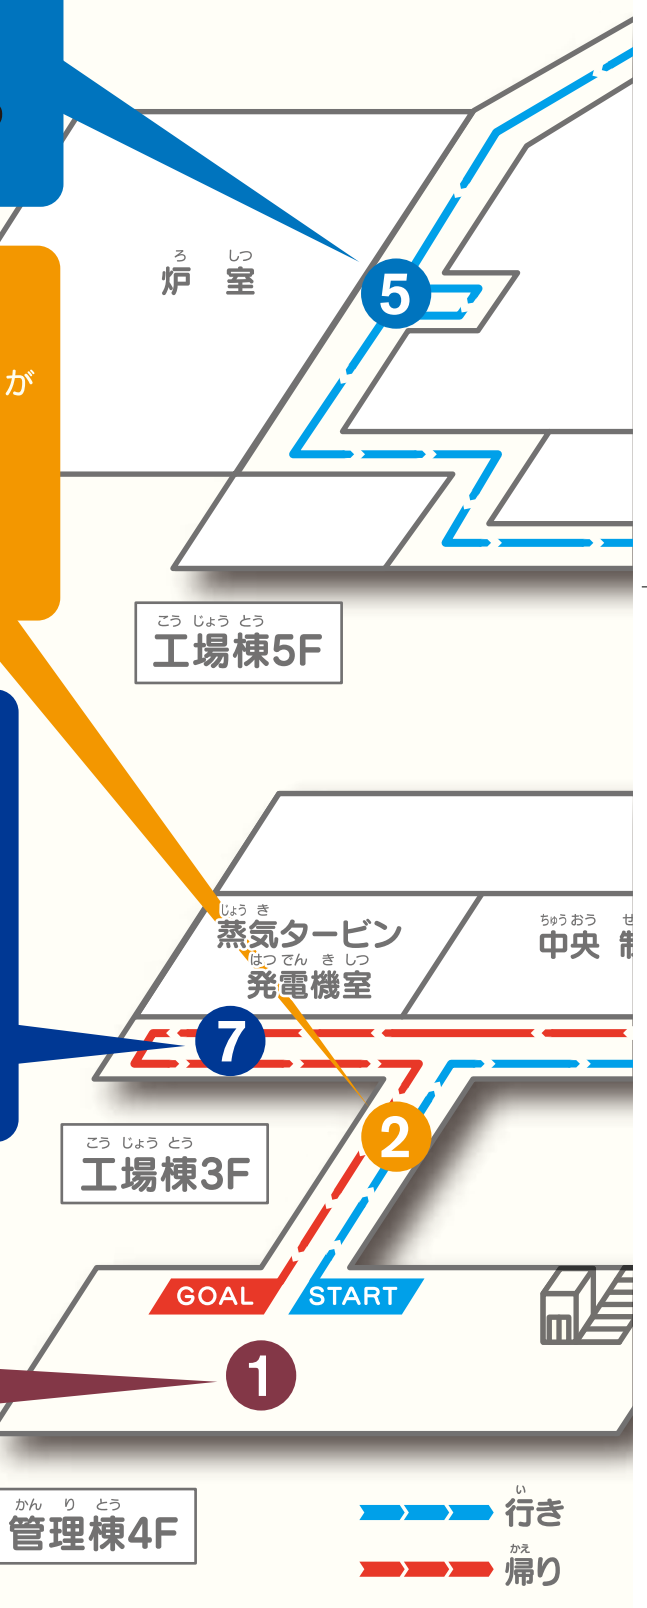 ろ しつ
炉 室
5
が
こう じょう とう
工場棟5F
じょう き
蒸気タービン
はつ でん き しつ
発電機室
ちゅう おう
中央
7
2
こう じょう とう
工場棟3F
GOAL START
1
かん り とう
管理棟4F
い
行き
かえ
帰り